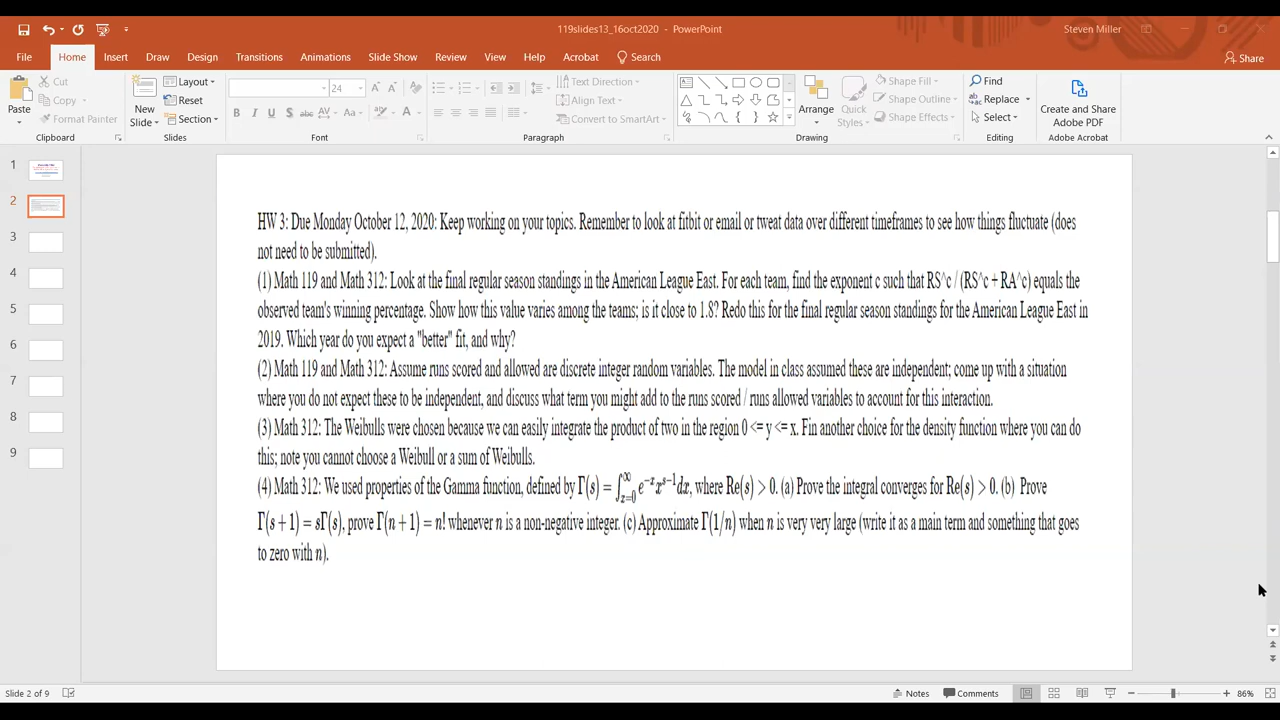 119slides13_16oct2020 - PowerPoint
Steven Miller
File Home Insert Draw Design Transitions Animations Slide Show Review View Help Acrobat Search Share
Paste
Cut
Copy
Format Painter
Clipboard
New Slide
Layout
Reset
Section
Slides
24
Font
Text Direction
Align Text
Convert to SmartArt
Paragraph
Arrange
Quick Styles
Shape Fill
Shape Outline
Shape Effects
Drawing
Find
Replace
Select
Editing
Create and Share Adobe PDF
Adobe Acrobat
1
2
3
4
5
6
7
8
9
HW 3: Due Monday October 12, 2020: Keep working on your topics. Remember to look at fitbit or email or tweat data over different timeframes to see how things fluctuate (does
not need to be submitted).
(1) Math 119 and Math 312: Look at the final regular season standings in the American League East. For each team, find the exponent c such that RS^c / (RS^c + RA^c) equals the
observed team's winning percentage. Show how this value varies among the teams; is it close to 1.8? Redo this for the final regular season standings for the American League East in
2019. Which year do you expect a "better" fit, and why?
(2) Math 119 and Math 312: Assume runs scored and allowed are discrete integer random variables. The model in class assumed these are independent; come up with a situation
where you do not expect these to be independent, and discuss what term you might add to the runs scored / runs allowed variables to account for this interaction.
(3) Math 312: The Weibulls were chosen because we can easily integrate the product of two in the region 0 <= y <= x. Fin another choice for the density function where you can do
this; note you cannot choose a Weibull or a sum of Weibulls.
(4) Math 312: We used properties of the Gamma function, defined by Γ(s) = ∫_{x=0}^{∞} e^{-x} x^{s-1} dx, where Re(s) > 0. (a) Prove the integral converges for Re(s) > 0. (b) Prove
Γ(s+1) = sΓ(s), prove Γ(n+1) = n! whenever n is a non-negative integer. (c) Approximate Γ(1/n) when n is very very large (write it as a main term and something that goes
to zero with n).
Slide 2 of 9
Notes
Comments
86%